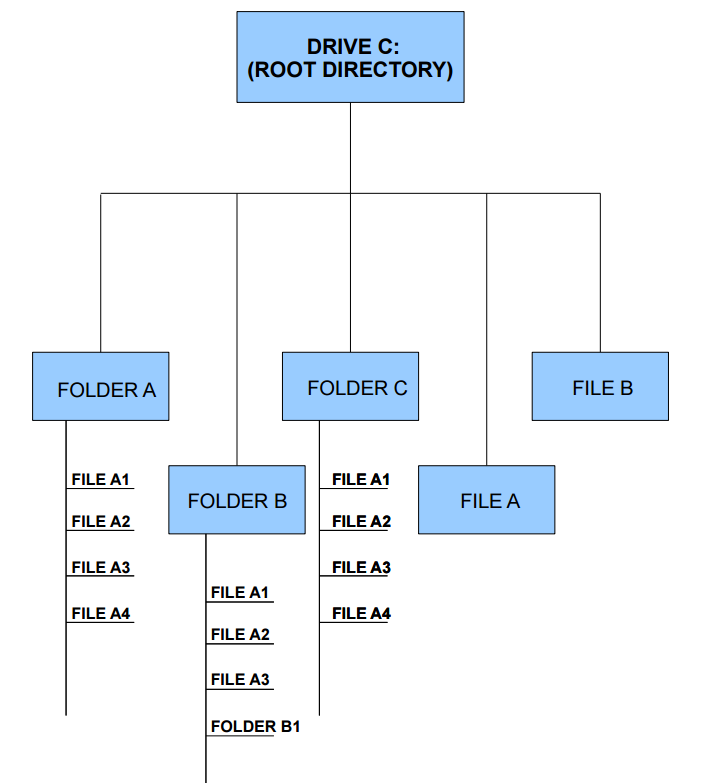 DRIVE C:
(ROOT DIRECTORY)
FOLDER A
FILE A1
FILE A2
FILE A3
FILE A4
FOLDER B
FILE A1
FILE A2
FILE A3
FOLDER B1
FOLDER C
FILE A1
FILE A2
FILE A3
FILE A4
FILE A
FILE B